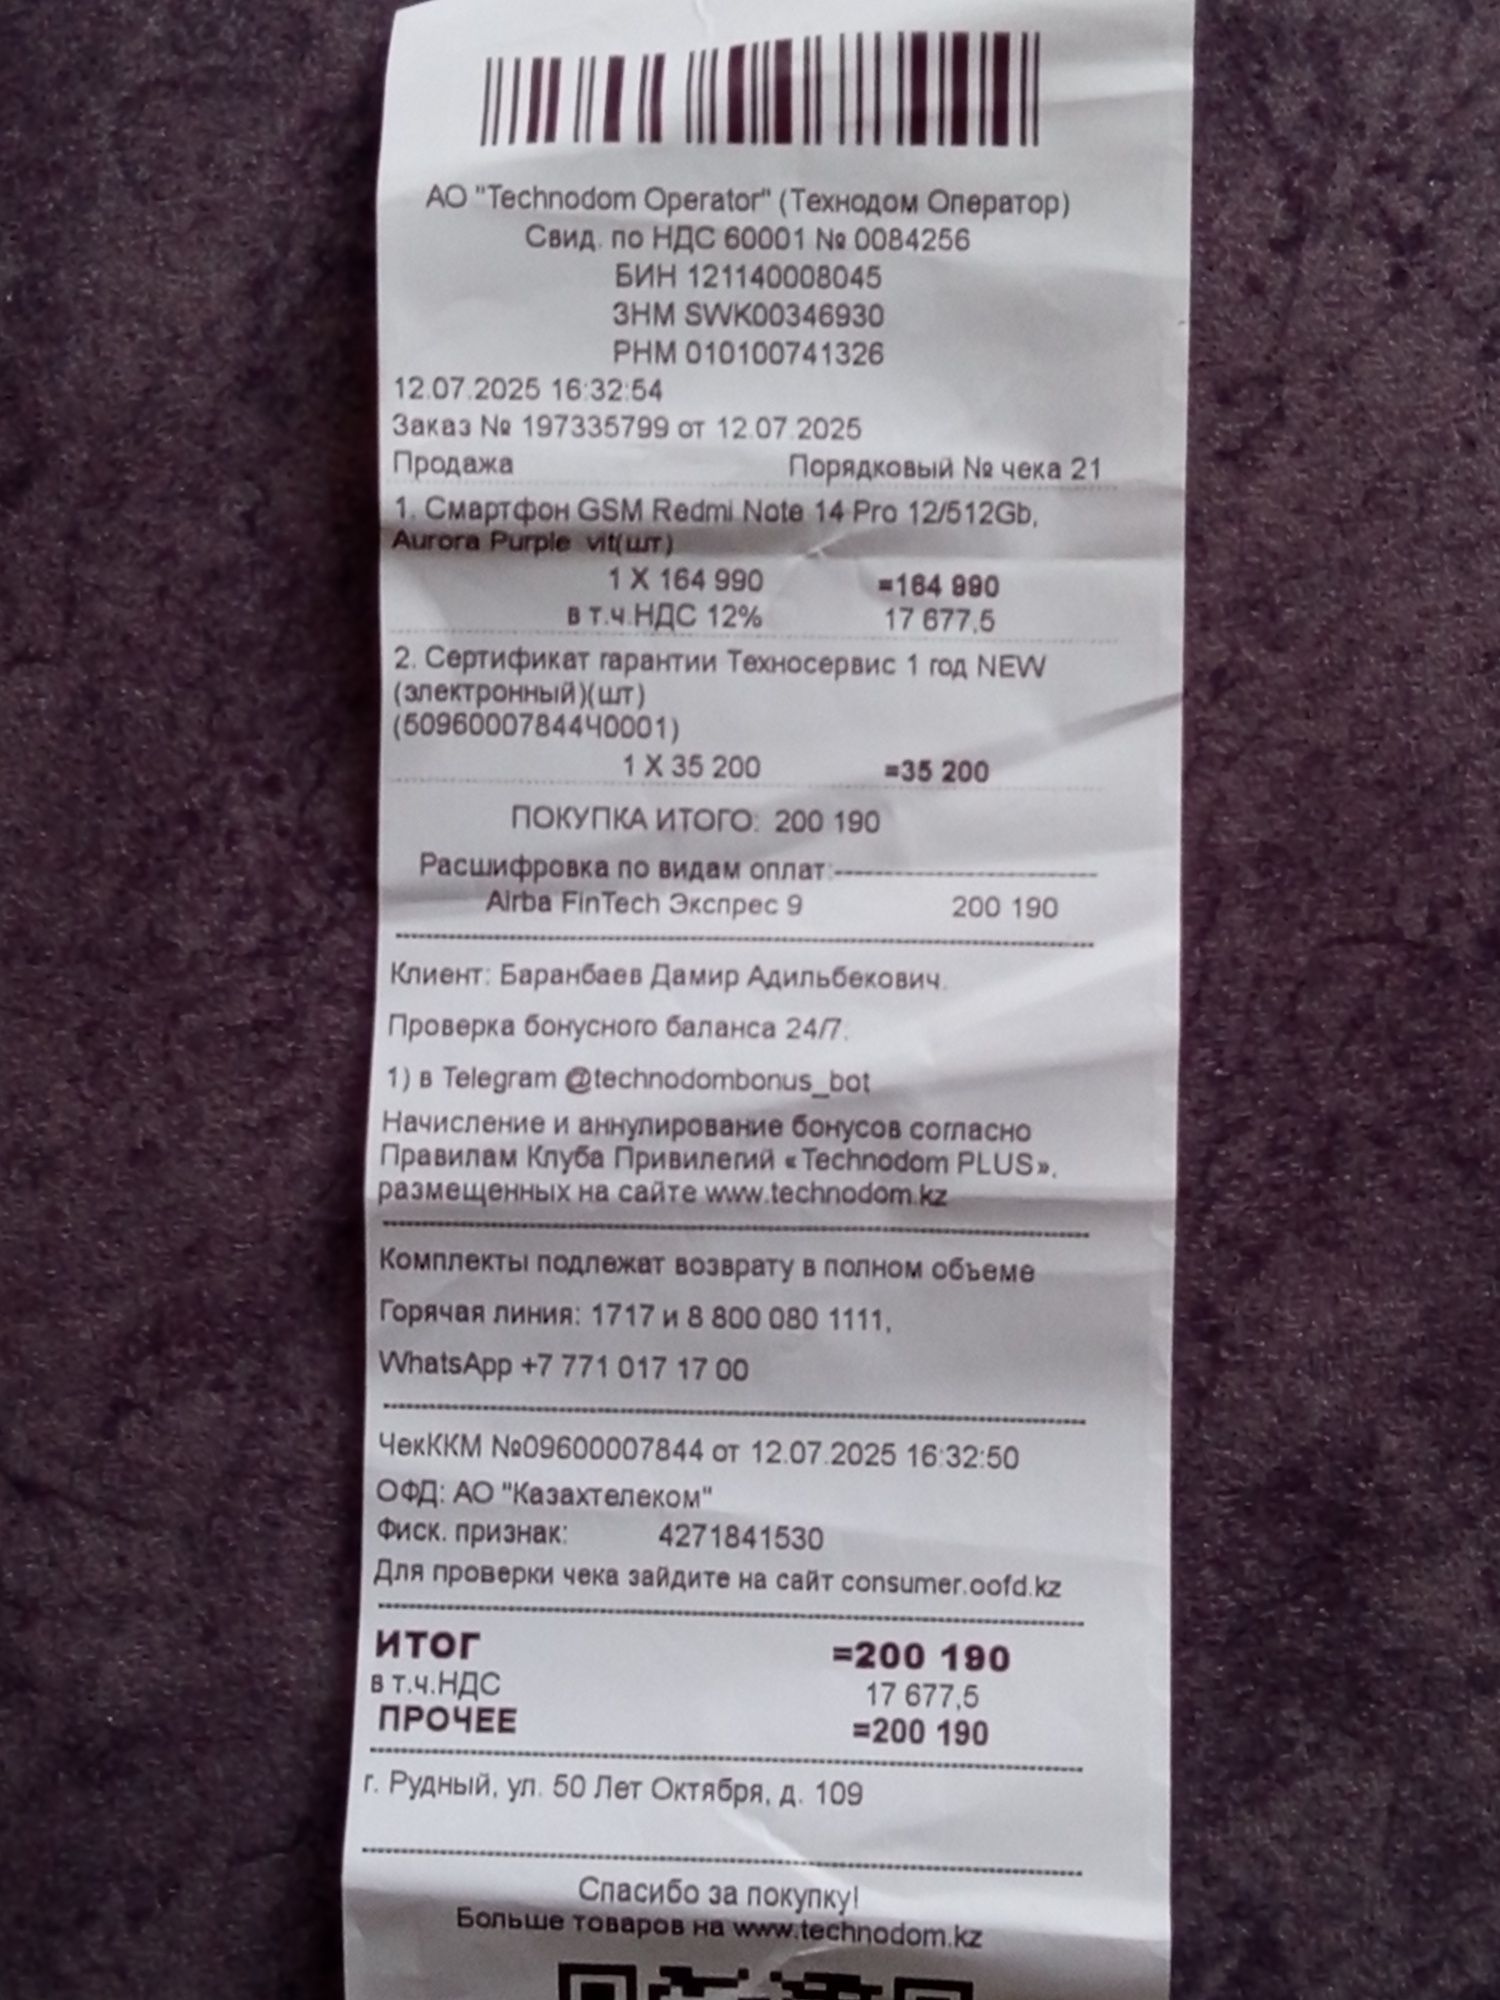 АО "Technodom Operator" (Технодом Оператор)
Свид. по НДС 60001 № 0084256
БИН 121140008045
ЗНМ SWK00346930
РНМ 010100741326
12.07.2025 16:32:54
Заказ № 197335799 от 12.07.2025
Продажа Порядковый № чека 21
1. Смартфон GSM Redmi Note 14 Pro 12/512Gb,
Aurora Purple vit(шт)
1 X 164 990 =164 990
в т.ч.НДС 12% 17 677,5
2. Сертификат гарантии Техносервис 1 год NEW
(электронный)(шт)
(50960007844Ч0001)
1 X 35 200 =35 200
ПОКУПКА ИТОГО: 200 190
Расшифровка по видам оплат:
Airba FinTech Экспрес 9 200 190
Клиент: Баранбаев Дамир Адильбекович.
Проверка бонусного баланса 24/7.
1) в Telegram @technodombonus_bot
Начисление и аннулирование бонусов согласно
Правилам Клуба Привилегий «Technodom PLUS»,
размещенных на сайте www.technodom.kz
Комплекты подлежат возврату в полном объеме
Горячая линия: 1717 и 8 800 080 1111,
WhatsApp +7 771 017 17 00
ЧекККМ №09600007844 от 12.07.2025 16:32:50
ОФД: АО "Казахтелеком"
Фиск. признак: 4271841530
Для проверки чека зайдите на сайт consumer.oofd.kz
ИТОГ =200 190
в т.ч.НДС 17 677,5
ПРОЧЕЕ =200 190
г. Рудный, ул. 50 Лет Октября, д. 109
Спасибо за покупку!
Больше товаров на www.technodom.kz